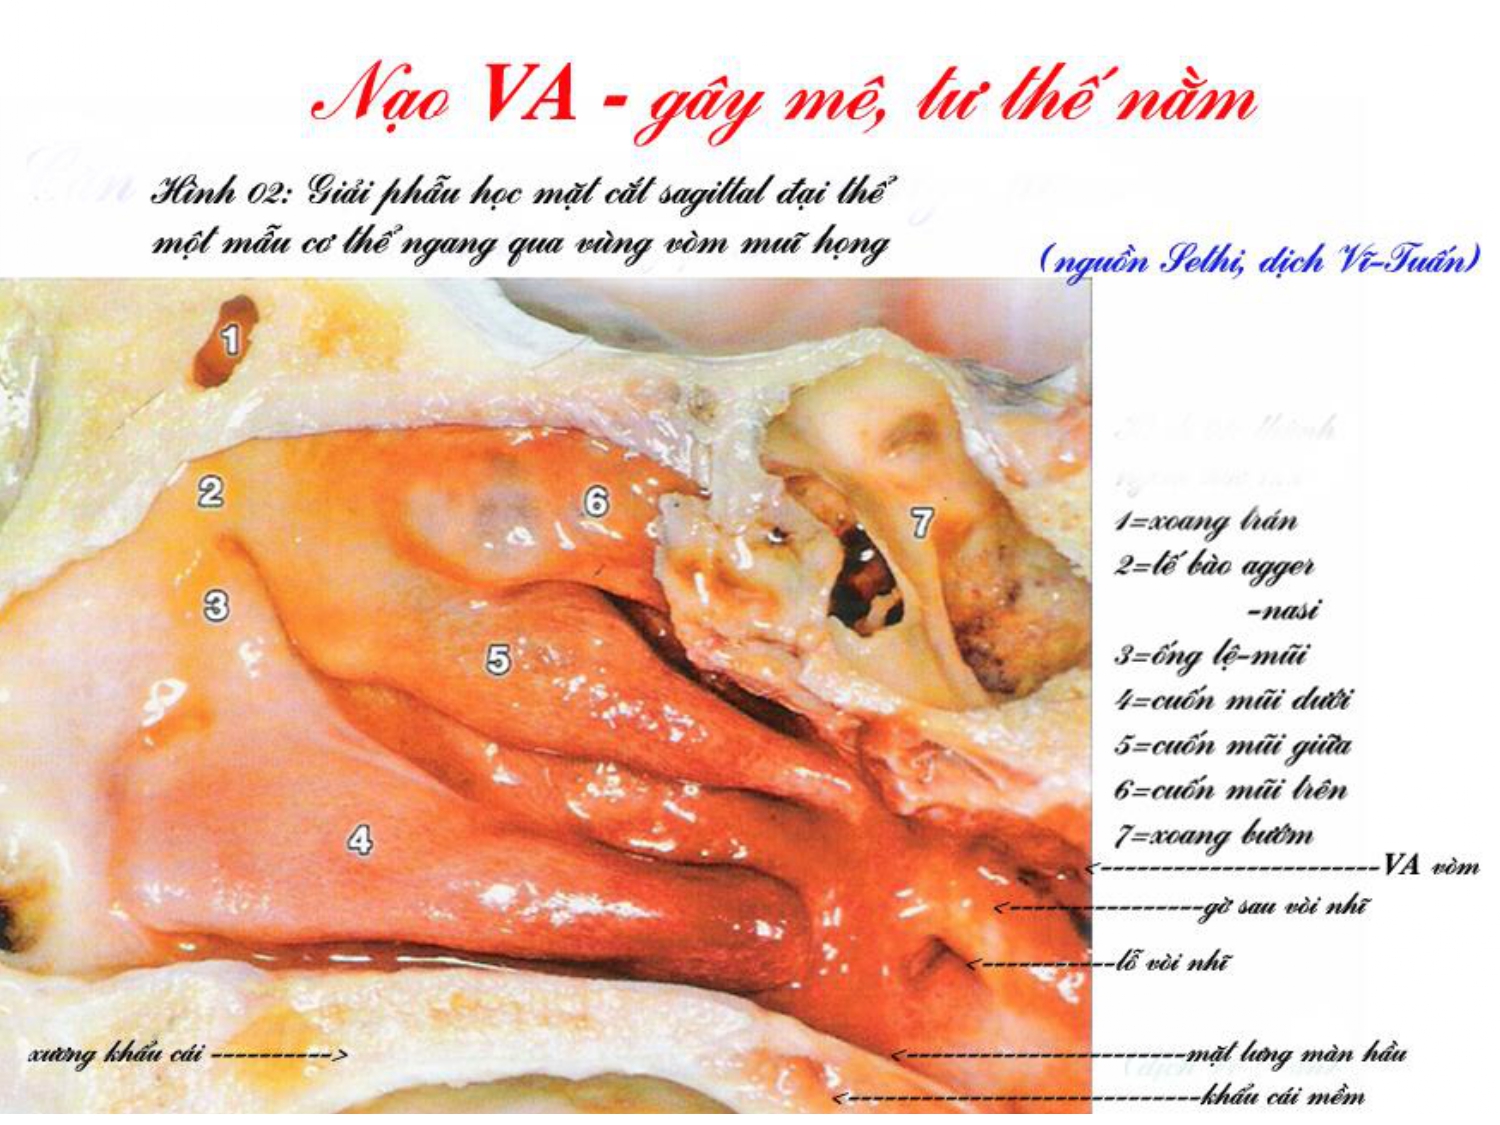 Nạo VA - gây mê, tư thế nằm
Hình 02: Giải phẫu học mặt cắt sagittal đại thể
một mẫu cơ thể ngang qua vùng vòm mũi họng
(nguồn Sethi, dịch Vĩ-Tuấn)
1
2
6
7
3
5
4
1=xoang trán
2=tế bào agger
-nasi
3=ống lệ-mũi
4=cuốn mũi dưới
5=cuốn mũi giữa
6=cuốn mũi trên
7=xoang bướm
<----------------------VA vòm
<---------------gờ sau vòi nhĩ
<----------lỗ vòi nhĩ
xương khẩu cái ---------->
<----------------------mặt lưng màn hầu
<----------------------------khẩu cái mềm